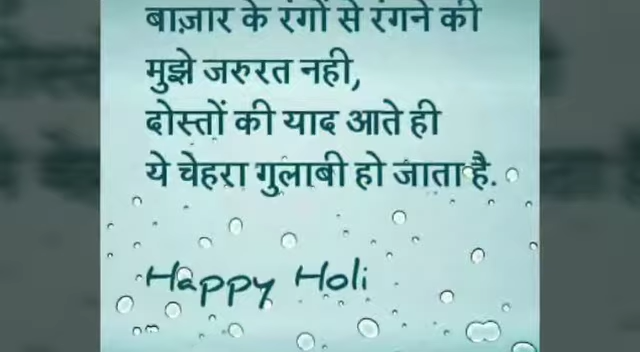 बाज़ार के रंगों से रंगने की
मुझे जरुरत नही,
दोस्तों की याद आते ही
ये चेहरा गुलाबी हो जाता है.
Happy Holi